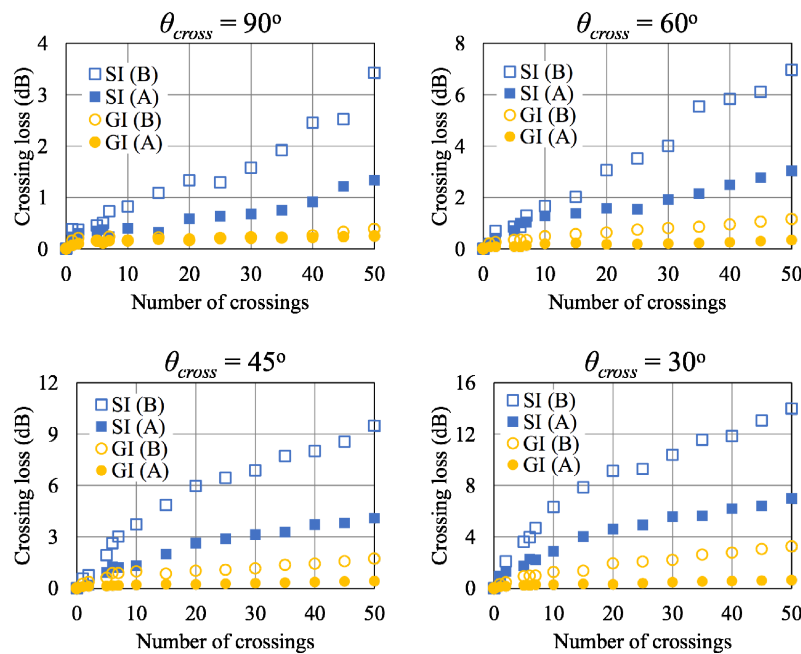 θcross = 90º
Crossing loss (dB)
4
3
2
1
0
SI (B)
SI (A)
GI (B)
GI (A)
0 10 20 30 40 50
Number of crossings
θcross = 60º
Crossing loss (dB)
8
6
4
2
0
SI (B)
SI (A)
GI (B)
GI (A)
0 10 20 30 40 50
Number of crossings
θcross = 45º
Crossing loss (dB)
12
9
6
3
0
SI (B)
SI (A)
GI (B)
GI (A)
0 10 20 30 40 50
Number of crossings
θcross = 30º
Crossing loss (dB)
16
12
8
4
0
SI (B)
SI (A)
GI (B)
GI (A)
0 10 20 30 40 50
Number of crossings